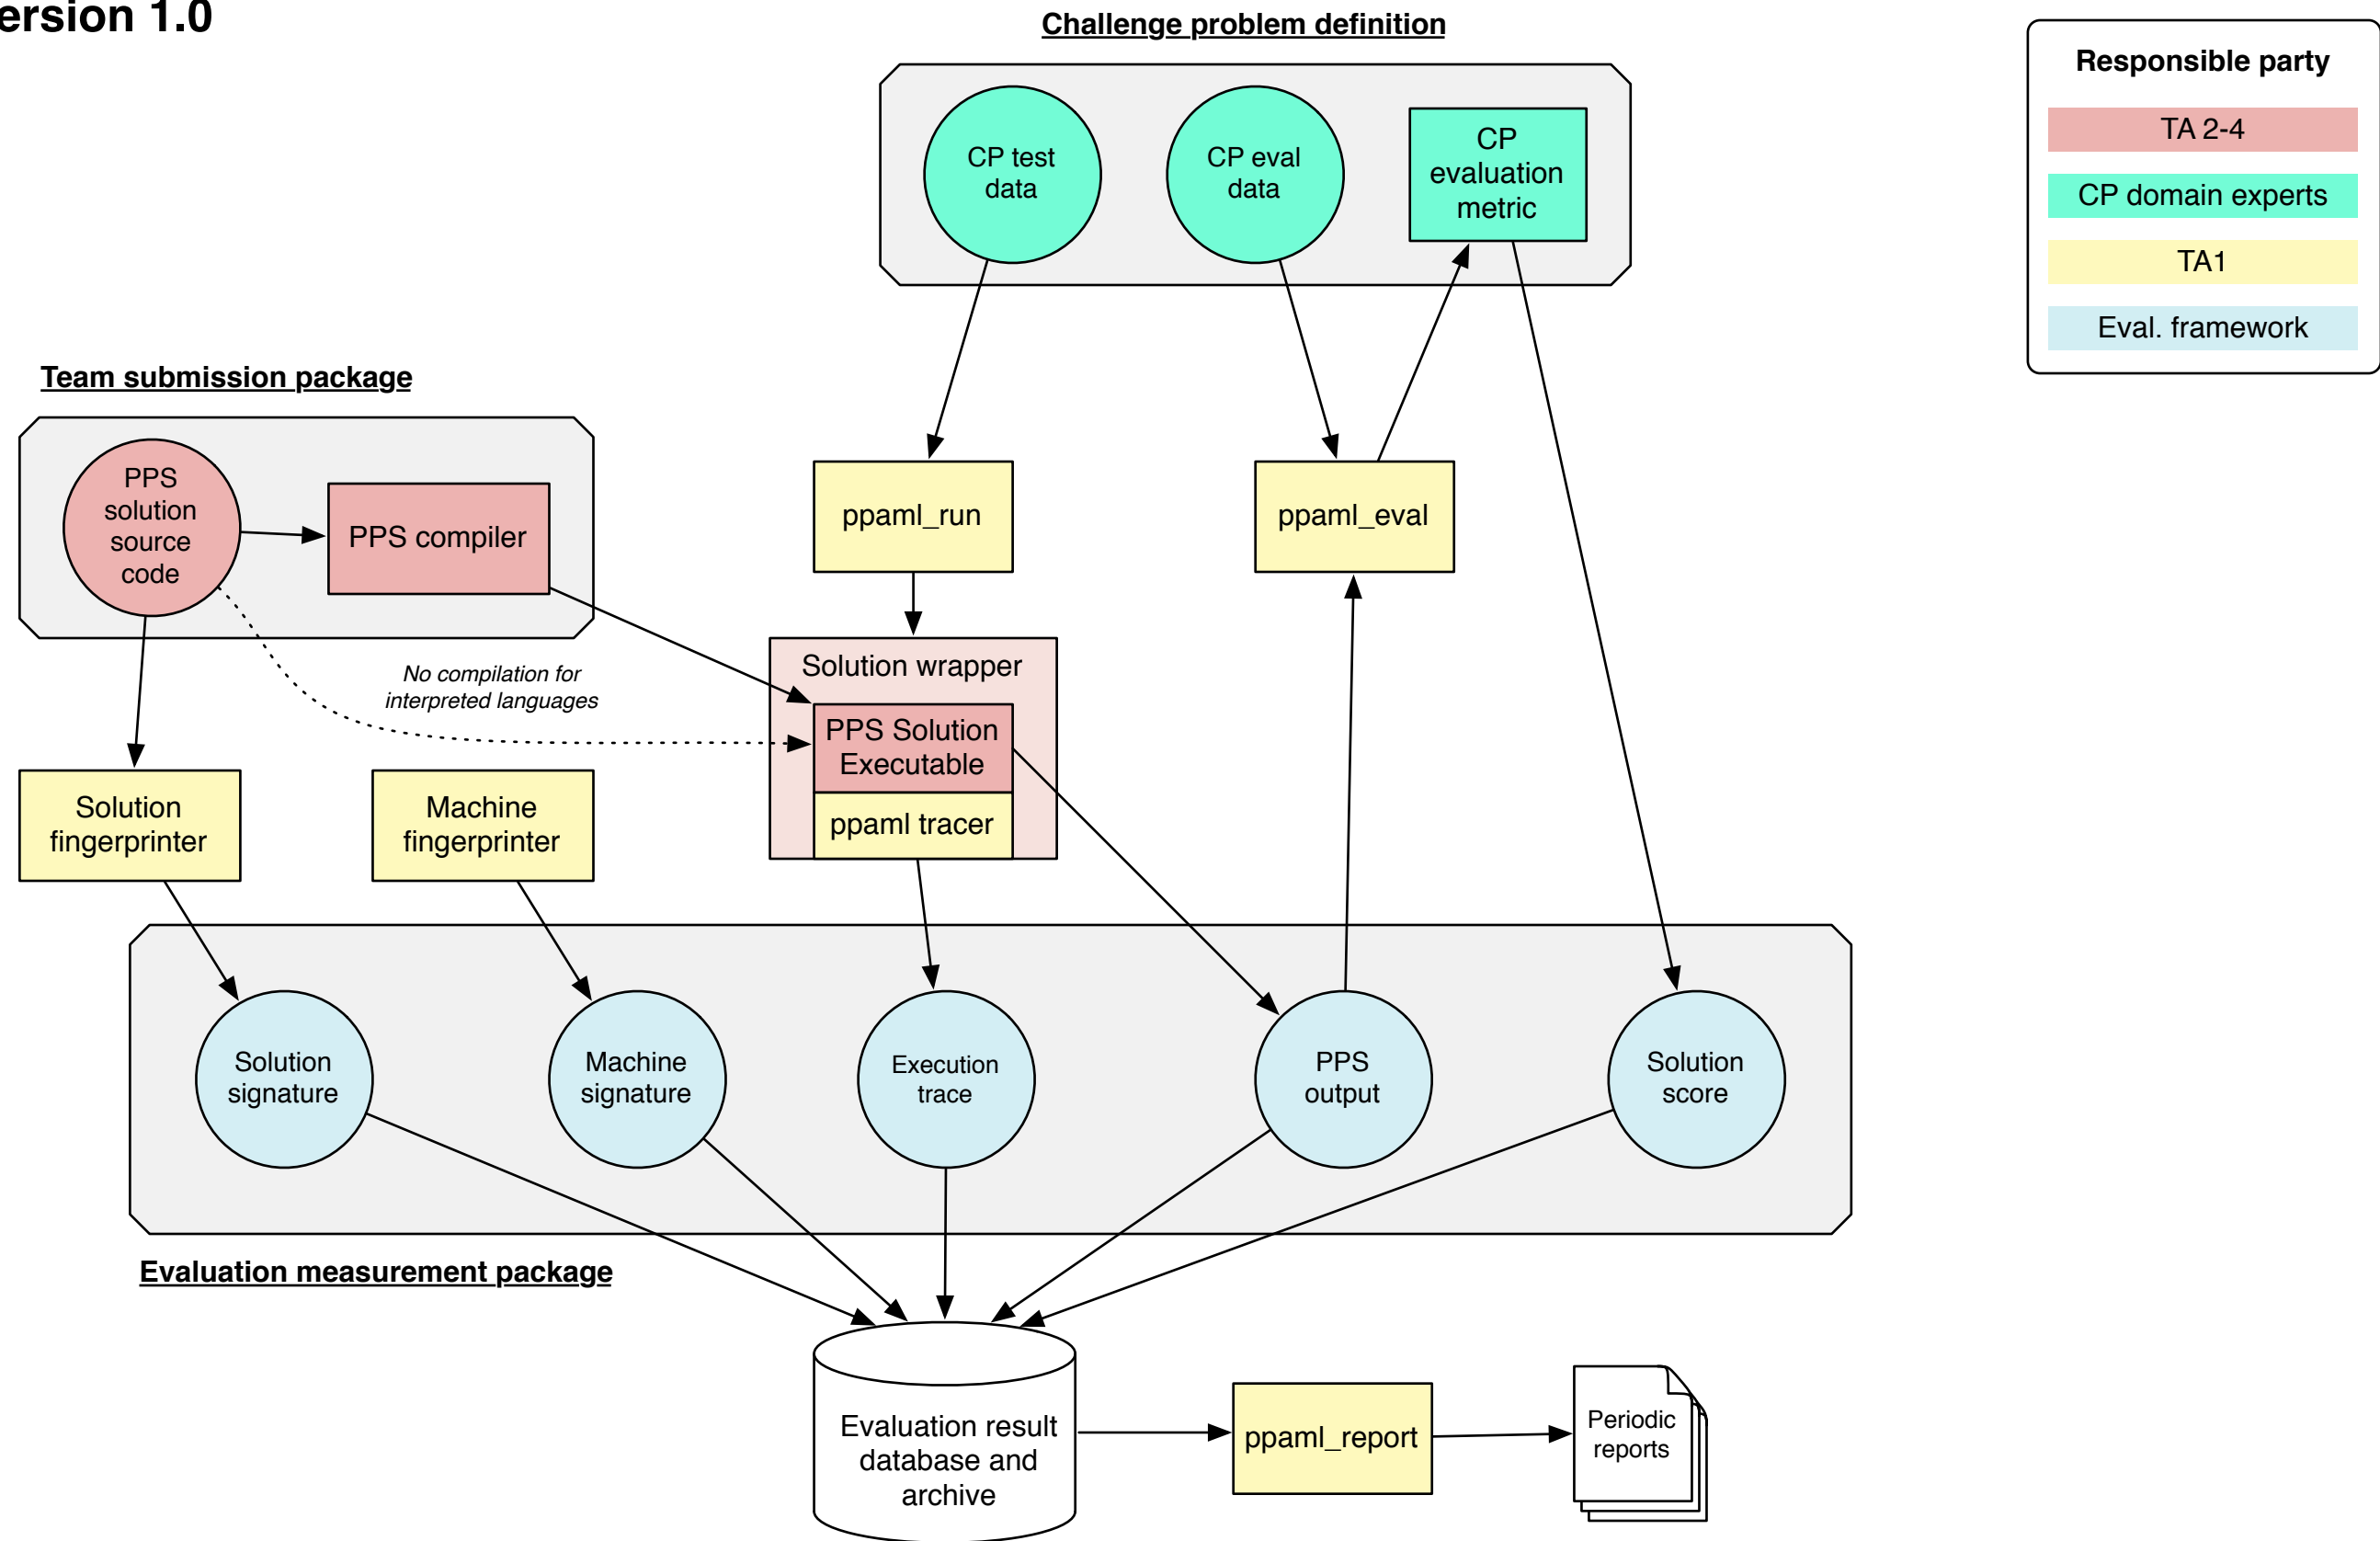 ersion 1.0
Challenge problem definition
CP test
data
CP eval
data
CP
evaluation
metric
Responsible party
TA 2-4
CP domain experts
TA1
Eval. framework
Team submission package
PPS
solution
source
code
PPS compiler
ppaml_run
ppaml_eval
No compilation for
interpreted languages
Solution wrapper
PPS Solution
Executable
ppaml tracer
Solution
fingerprinter
Machine
fingerprinter
Solution
signature
Machine
signature
Execution
trace
PPS
output
Solution
score
Evaluation measurement package
Evaluation result
database and
archive
ppaml_report
Periodic
reports